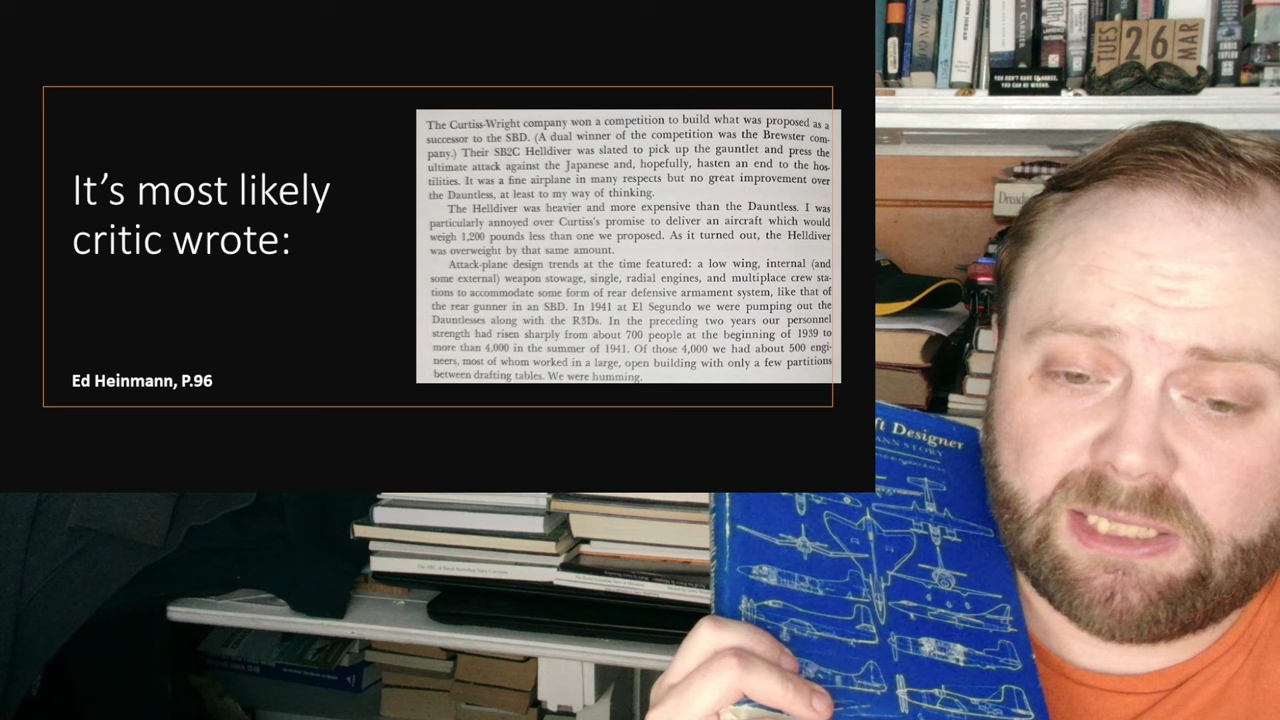 It's most likely
critic wrote:
Ed Heinmann, P.96
The Curtiss-Wright company won a competition to build what was proposed as a
successor to the SBD. (A dual winner of the competition was the Brewster com-
pany.) Their SB2C Helldiver was slated to pick up the gauntlet and press the
ultimate attack against the Japanese and, hopefully, hasten an end to the hos-
tilities. It was a fine airplane in many respects but no great improvement over
the Dauntless, at least to my way of thinking.
The Helldiver was heavier and more expensive than the Dauntless. I was
particularly annoyed over Curtiss's promise to deliver an aircraft which would
weigh 1,200 pounds less than one we proposed. As it turned out, the Helldiver
was overweight by that same amount.
Attack-plane design trends at the time featured: a low wing, internal (and
some external) weapon stowage, single, radial engines, and multiplace crew sta-
tions to accommodate some form of rear defensive armament system, like that of
the rear gunner in an SBD. In 1941 at El Segundo we were pumping out the
Dauntlesses along with the R3Ds. In the preceding two years our personnel
strength had risen sharply from about 700 people at the beginning of 1939 to
more than 4,000 in the summer of 1941. Of those 4,000 we had about 500 engi-
neers, most of whom worked in a large, open building with only a few partitions
between drafting tables. We were humming.
TUES 26 MAR
YOU DON'T HAVE TO AGREE,
YOU CAN BE WRONG.
ft Designer
ANN STORY